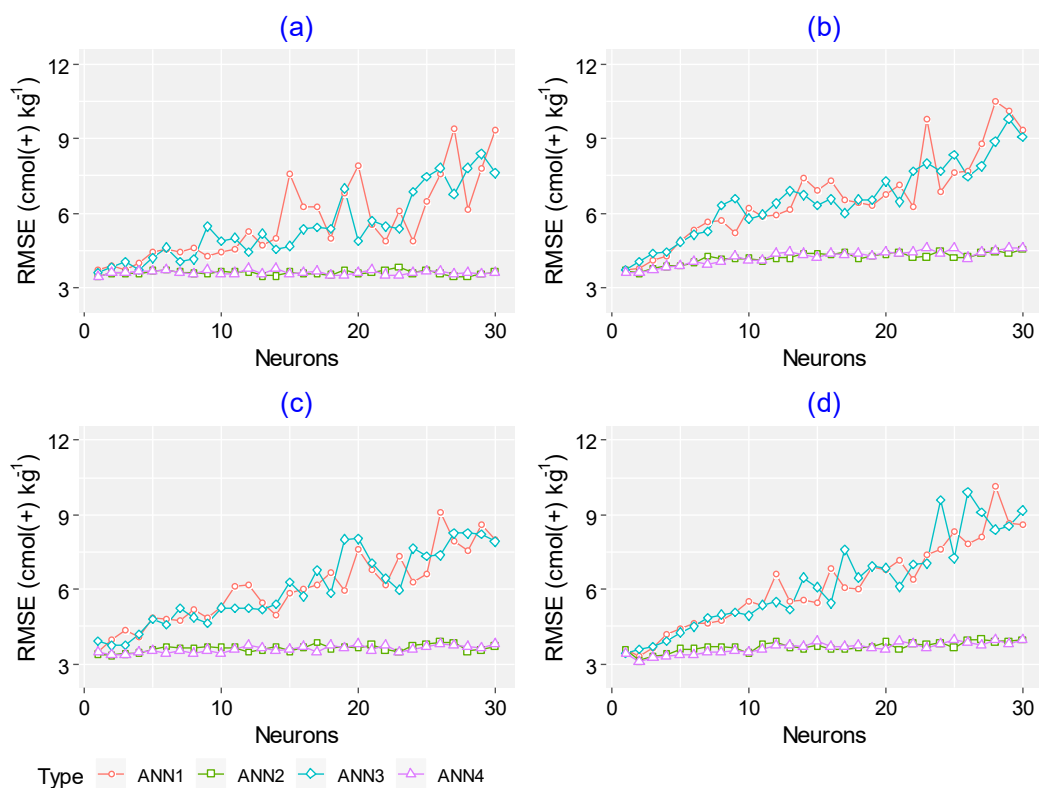 (a)
12
9
6
3
RMSE (cmol(+) kg⁻¹)
0 10 20 30
Neurons
(b)
12
9
6
3
RMSE (cmol(+) kg⁻¹)
0 10 20 30
Neurons
(c)
12
9
6
3
RMSE (cmol(+) kg⁻¹)
0 10 20 30
Neurons
(d)
12
9
6
3
RMSE (cmol(+) kg⁻¹)
0 10 20 30
Neurons
Type ANN1 ANN2 ANN3 ANN4